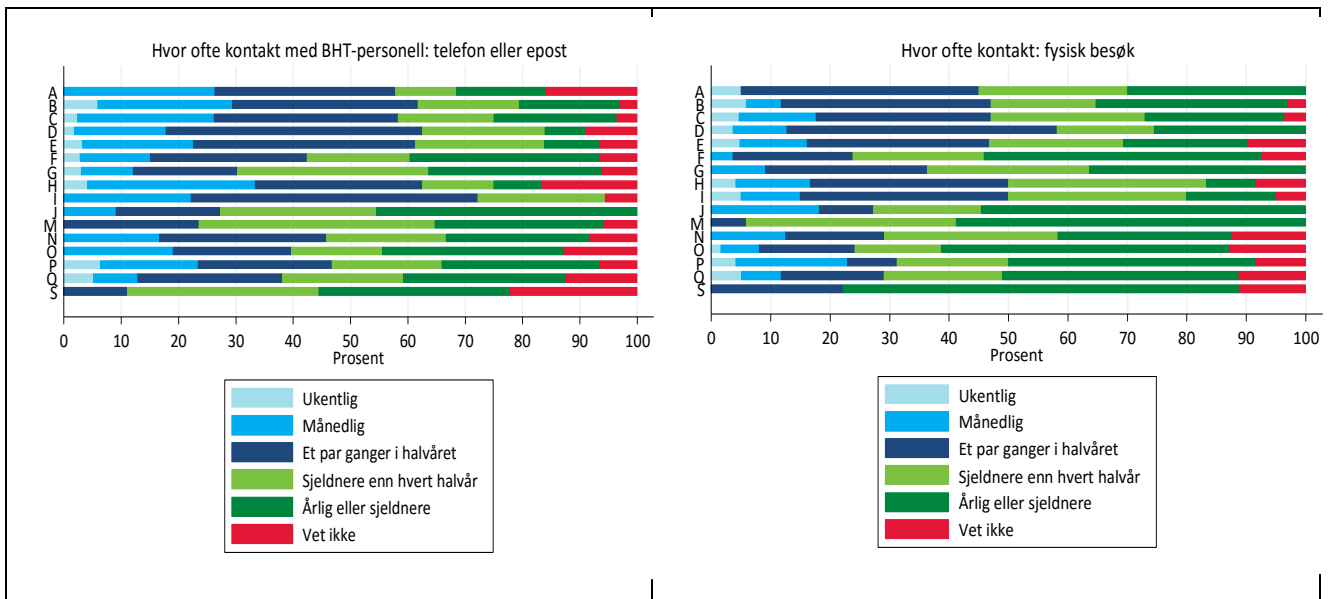 Hvor ofte kontakt med BHT-personell: telefon eller epost
A
B
C
D
E
F
G
H
I
J
M
N
O
P
Q
S
0 10 20 30 40 50 60 70 80 90 100
Prosent
Ukentlig
Månedlig
Et par ganger i halvåret
Sjeldnere enn hvert halvår
Årlig eller sjeldnere
Vet ikke
Hvor ofte kontakt: fysisk besøk
A
B
C
D
E
F
G
H
I
J
M
N
O
P
Q
S
0 10 20 30 40 50 60 70 80 90 100
Prosent
Ukentlig
Månedlig
Et par ganger i halvåret
Sjeldnere enn hvert halvår
Årlig eller sjeldnere
Vet ikke